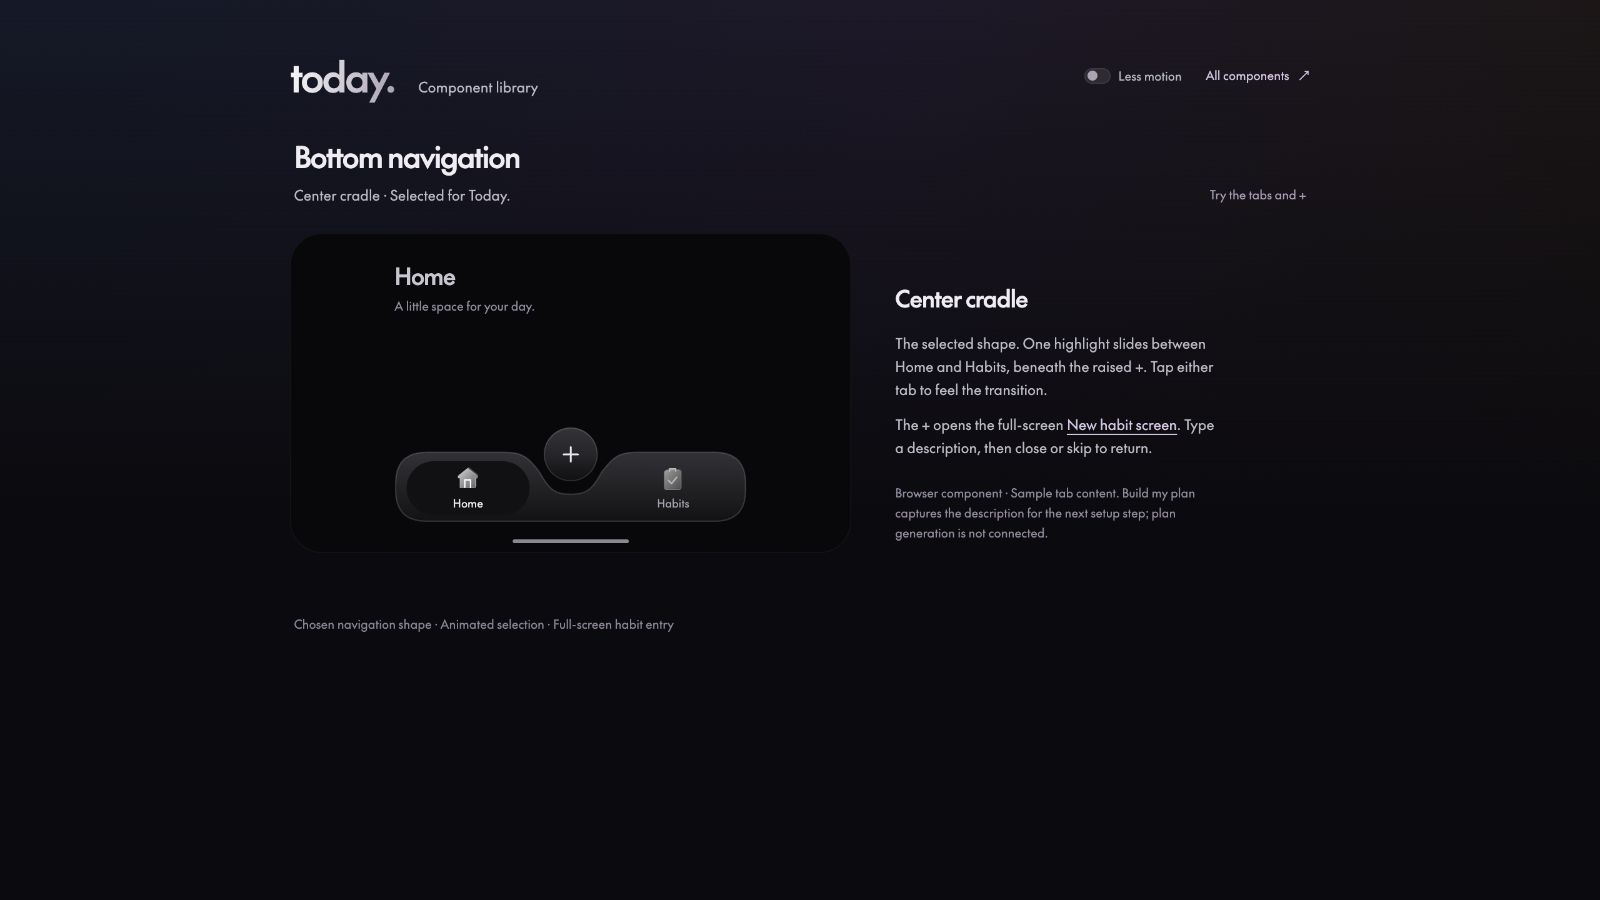 today.
Component library
Less motion
All components ↗
Bottom navigation
Center cradle · Selected for Today.
Try the tabs and +
Home
A little space for your day.
+
Home
Habits
Center cradle
The selected shape. One highlight slides between
Home and Habits, beneath the raised +. Tap either
tab to feel the transition.
The + opens the full-screen New habit screen. Type
a description, then close or skip to return.
Browser component · Sample tab content. Build my plan
captures the description for the next setup step; plan
generation is not connected.
Chosen navigation shape · Animated selection · Full-screen habit entry